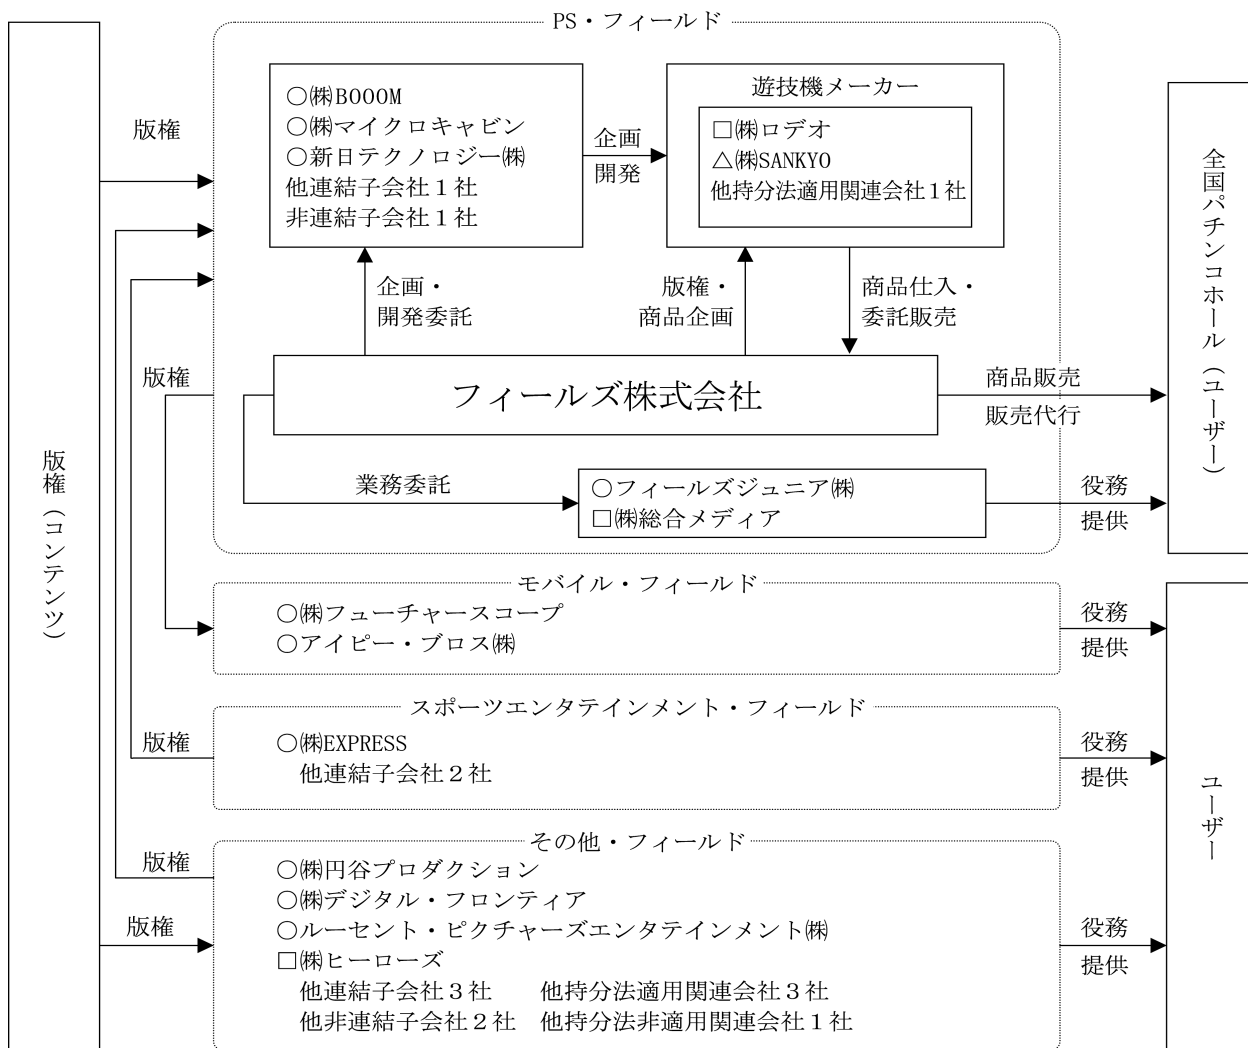 PS・フィールド
版権
○㈱BOOOM
○㈱マイクロキャビン
○新日テクノロジー㈱
他連結子会社１社
非連結子会社１社
企画
開発
遊技機メーカー
□㈱ロデオ
△㈱SANKYO
他持分法適用関連会社１社
企画・
開発委託
版権・
商品企画
商品仕入・
委託販売
フィールズ株式会社
商品販売
販売代行
版権
業務委託
○フィールズジュニア㈱
□㈱総合メディア
役務
提供
全国パチンコホール（ユーザー）
版権（コンテンツ）
モバイル・フィールド
○㈱フューチャースコープ
○アイピー・ブロス㈱
役務
提供
スポーツエンタテインメント・フィールド
版権
○㈱EXPRESS
他連結子会社２社
役務
提供
ユーザー
その他・フィールド
版権
○㈱円谷プロダクション
○㈱デジタル・フロンティア
版権
○ルーセント・ピクチャーズエンタテインメント㈱
□㈱ヒーローズ
他連結子会社３社　他持分法適用関連会社３社
他非連結子会社２社　他持分法非適用関連会社１社
役務
提供